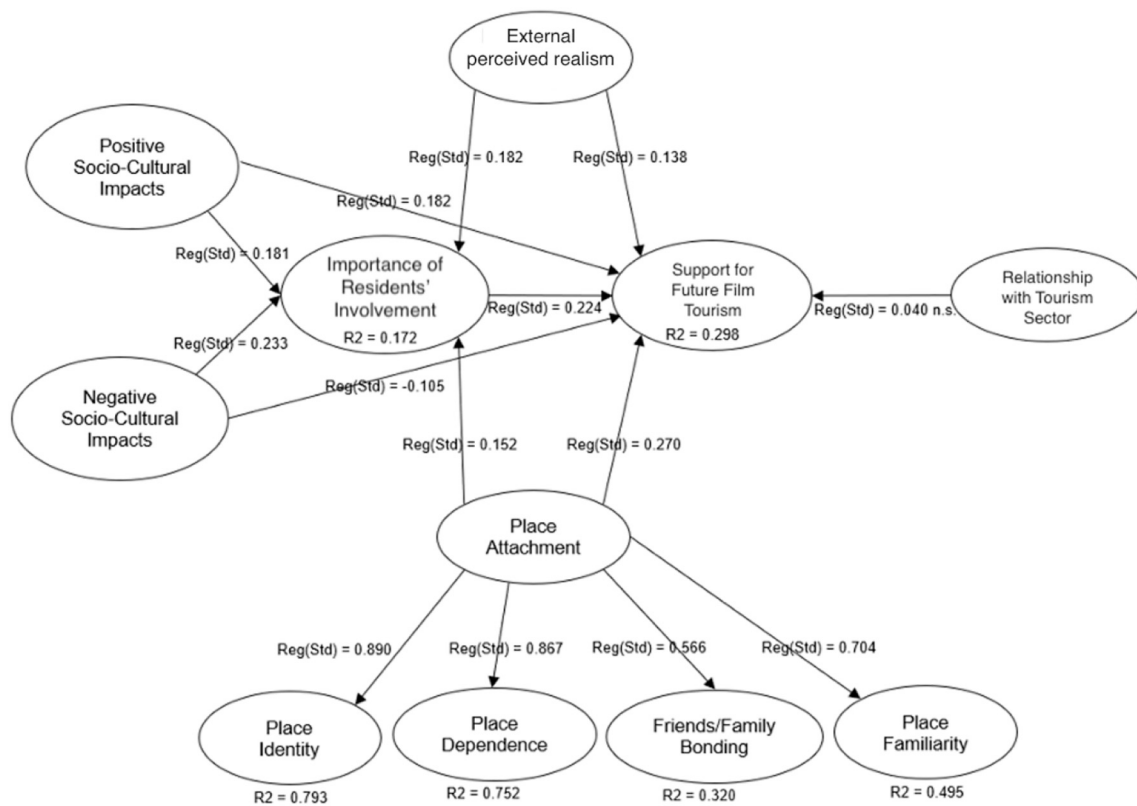 External
perceived realism
Positive
Socio-Cultural
Impacts
Reg(Std) = 0.182
Reg(Std) = 0.138
Reg(Std) = 0.182
Reg(Std) = 0.181
Importance of
Residents'
Involvement
R2 = 0.172
Reg(Std) = 0.224
Support for
Future Film
Tourism
R2 = 0.298
Reg(Std) = 0.040 n.s.
Relationship
with Tourism
Sector
Reg(Std) = 0.233
Reg(Std) = -0.105
Negative
Socio-Cultural
Impacts
Reg(Std) = 0.152
Reg(Std) = 0.270
Place
Attachment
Reg(Std) = 0.890
Reg(Std) = 0.867
Reg(Std) = 0.566
Reg(Std) = 0.704
Place
Identity
R2 = 0.793
Place
Dependence
R2 = 0.752
Friends/Family
Bonding
R2 = 0.320
Place
Familiarity
R2 = 0.495